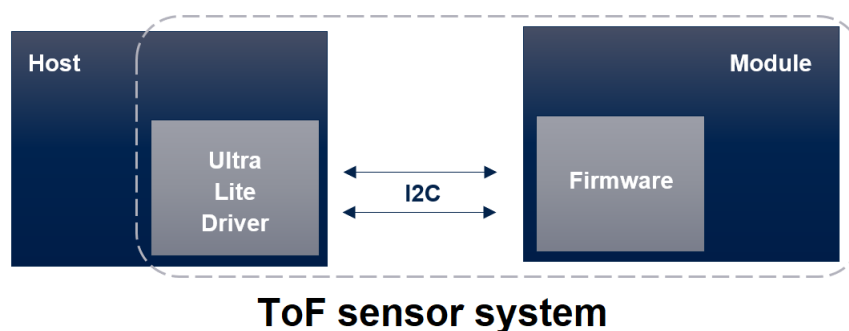 Host
Module
Ultra
Lite
Driver
I2C
Firmware
ToF sensor system